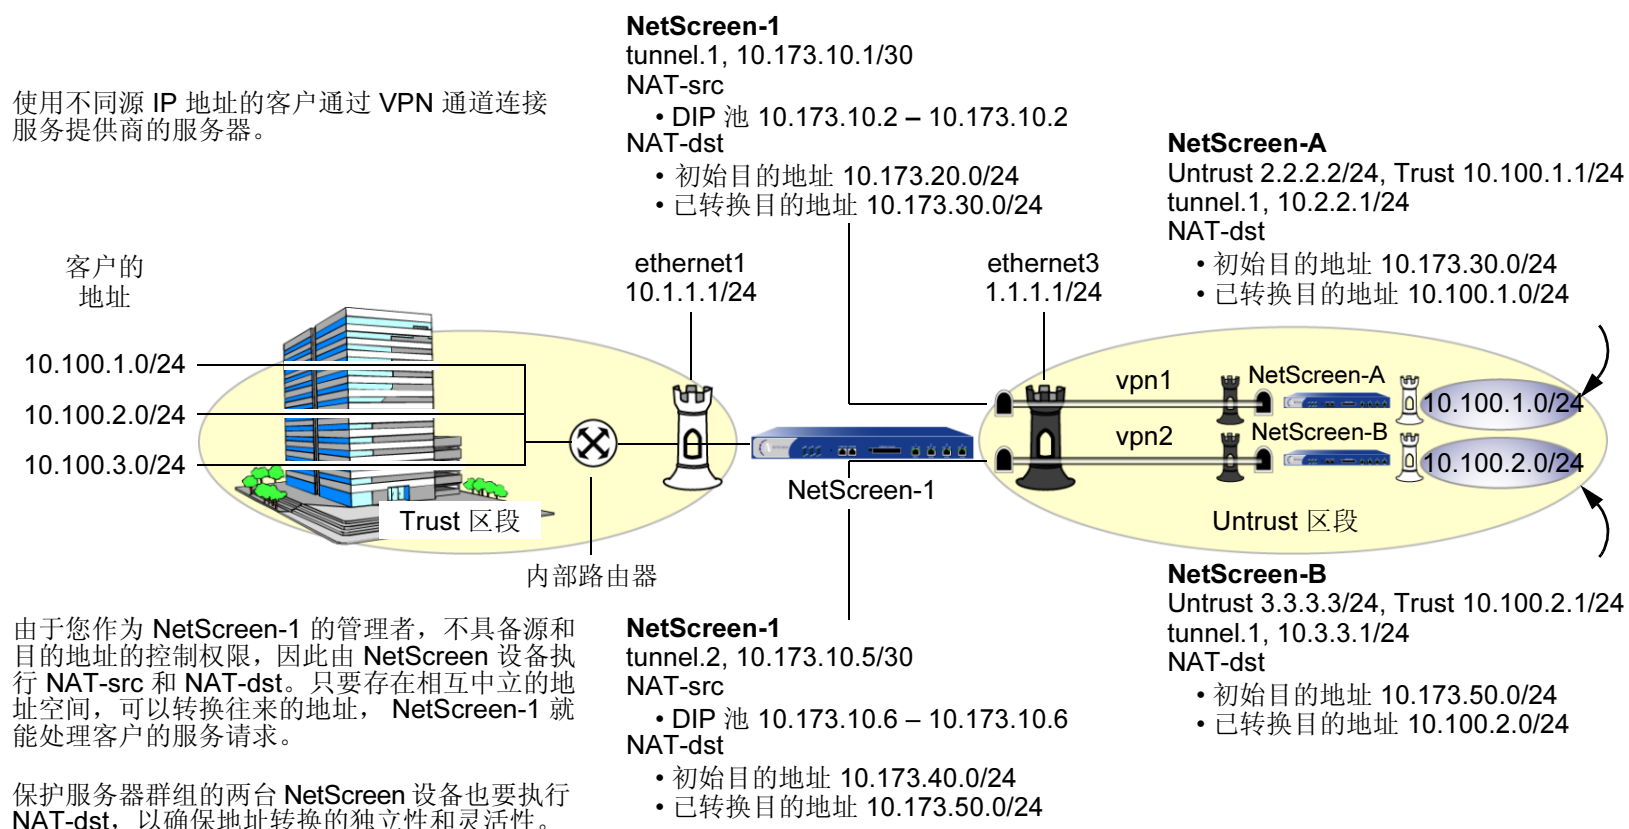 使用不同源 IP 地址的客户通过 VPN 通道连接
服务提供商的服务器。
NetScreen-1
tunnel.1, 10.173.10.1/30
NAT-src
• DIP 池 10.173.10.2 – 10.173.10.2
NAT-dst
• 初始目的地址 10.173.20.0/24
• 已转换目的地址 10.173.30.0/24
NetScreen-A
Untrust 2.2.2.2/24, Trust 10.100.1.1/24
tunnel.1, 10.2.2.1/24
NAT-dst
• 初始目的地址 10.173.30.0/24
• 已转换目的地址 10.100.1.0/24
客户的
地址
10.100.1.0/24
10.100.2.0/24
10.100.3.0/24
Trust 区段
内部路由器
ethernet1
10.1.1.1/24
NetScreen-1
ethernet3
1.1.1.1/24
vpn1
NetScreen-A
10.100.1.0/24
vpn2
NetScreen-B
10.100.2.0/24
Untrust 区段
由于您作为 NetScreen-1 的管理者，不具备源和
目的地址的控制权限，因此由 NetScreen 设备执
行 NAT-src 和 NAT-dst。只要存在相互中立的地
址空间，可以转换往来的地址， NetScreen-1 就
能处理客户的服务请求。
保护服务器群组的两台 NetScreen 设备也要执行
NAT-dst，以确保地址转换的独立性和灵活性。
NetScreen-1
tunnel.2, 10.173.10.5/30
NAT-src
• DIP 池 10.173.10.6 – 10.173.10.6
NAT-dst
• 初始目的地址 10.173.40.0/24
• 已转换目的地址 10.173.50.0/24
NetScreen-B
Untrust 3.3.3.3/24, Trust 10.100.2.1/24
tunnel.1, 10.3.3.1/24
NAT-dst
• 初始目的地址 10.173.50.0/24
• 已转换目的地址 10.100.2.0/24